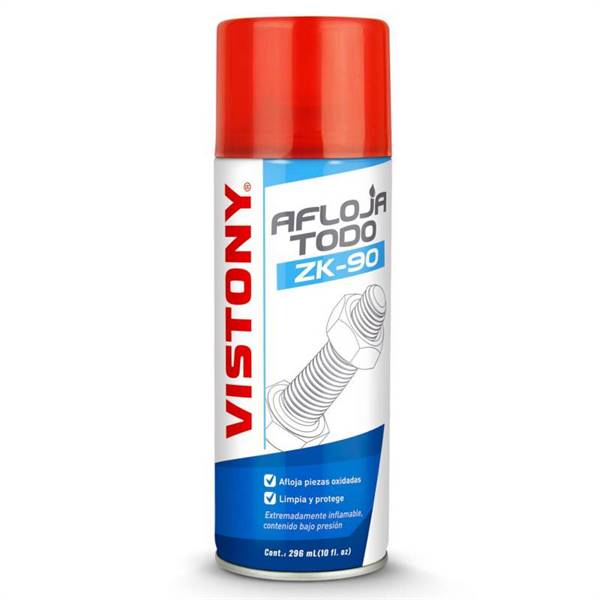 VISTONY®
AFLOJA
TODO
ZK-90
Afloja piezas oxidadas
Limpia y protege
Extremadamente inflamable,
contenido bajo presión
Cont.: 296 mL(10 fl. oz)